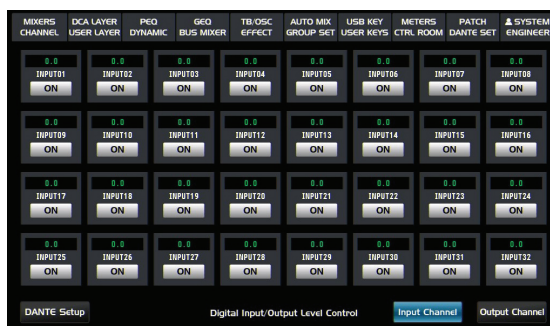 MIXERS DCA LAYER PEQ GEQ TB/OSC AUTO MIX USB KEY METERS PATCH SYSTEM
CHANNEL USER LAYER DYNAMIC BUS MIXER EFFECT GROUP SET USER KEYS CTRL ROOM DANTE SET ENGINEER
0.0 0.0 0.0 0.0 0.0 0.0 0.0 0.0
INPUT01 INPUT02 INPUT03 INPUT04 INPUT05 INPUT06 INPUT07 INPUT08
ON ON ON ON ON ON ON ON
0.0 0.0 0.0 0.0 0.0 0.0 0.0 0.0
INPUT09 INPUT10 INPUT11 INPUT12 INPUT13 INPUT14 INPUT15 INPUT16
ON ON ON ON ON ON ON ON
0.0 0.0 0.0 0.0 0.0 0.0 0.0 0.0
INPUT17 INPUT18 INPUT19 INPUT20 INPUT21 INPUT22 INPUT23 INPUT24
ON ON ON ON ON ON ON ON
0.0 0.0 0.0 0.0 0.0 0.0 0.0 0.0
INPUT25 INPUT26 INPUT27 INPUT28 INPUT29 INPUT30 INPUT31 INPUT32
ON ON ON ON ON ON ON ON
DANTE Setup Digital Input/Output Level Control Input Channel Output Channel